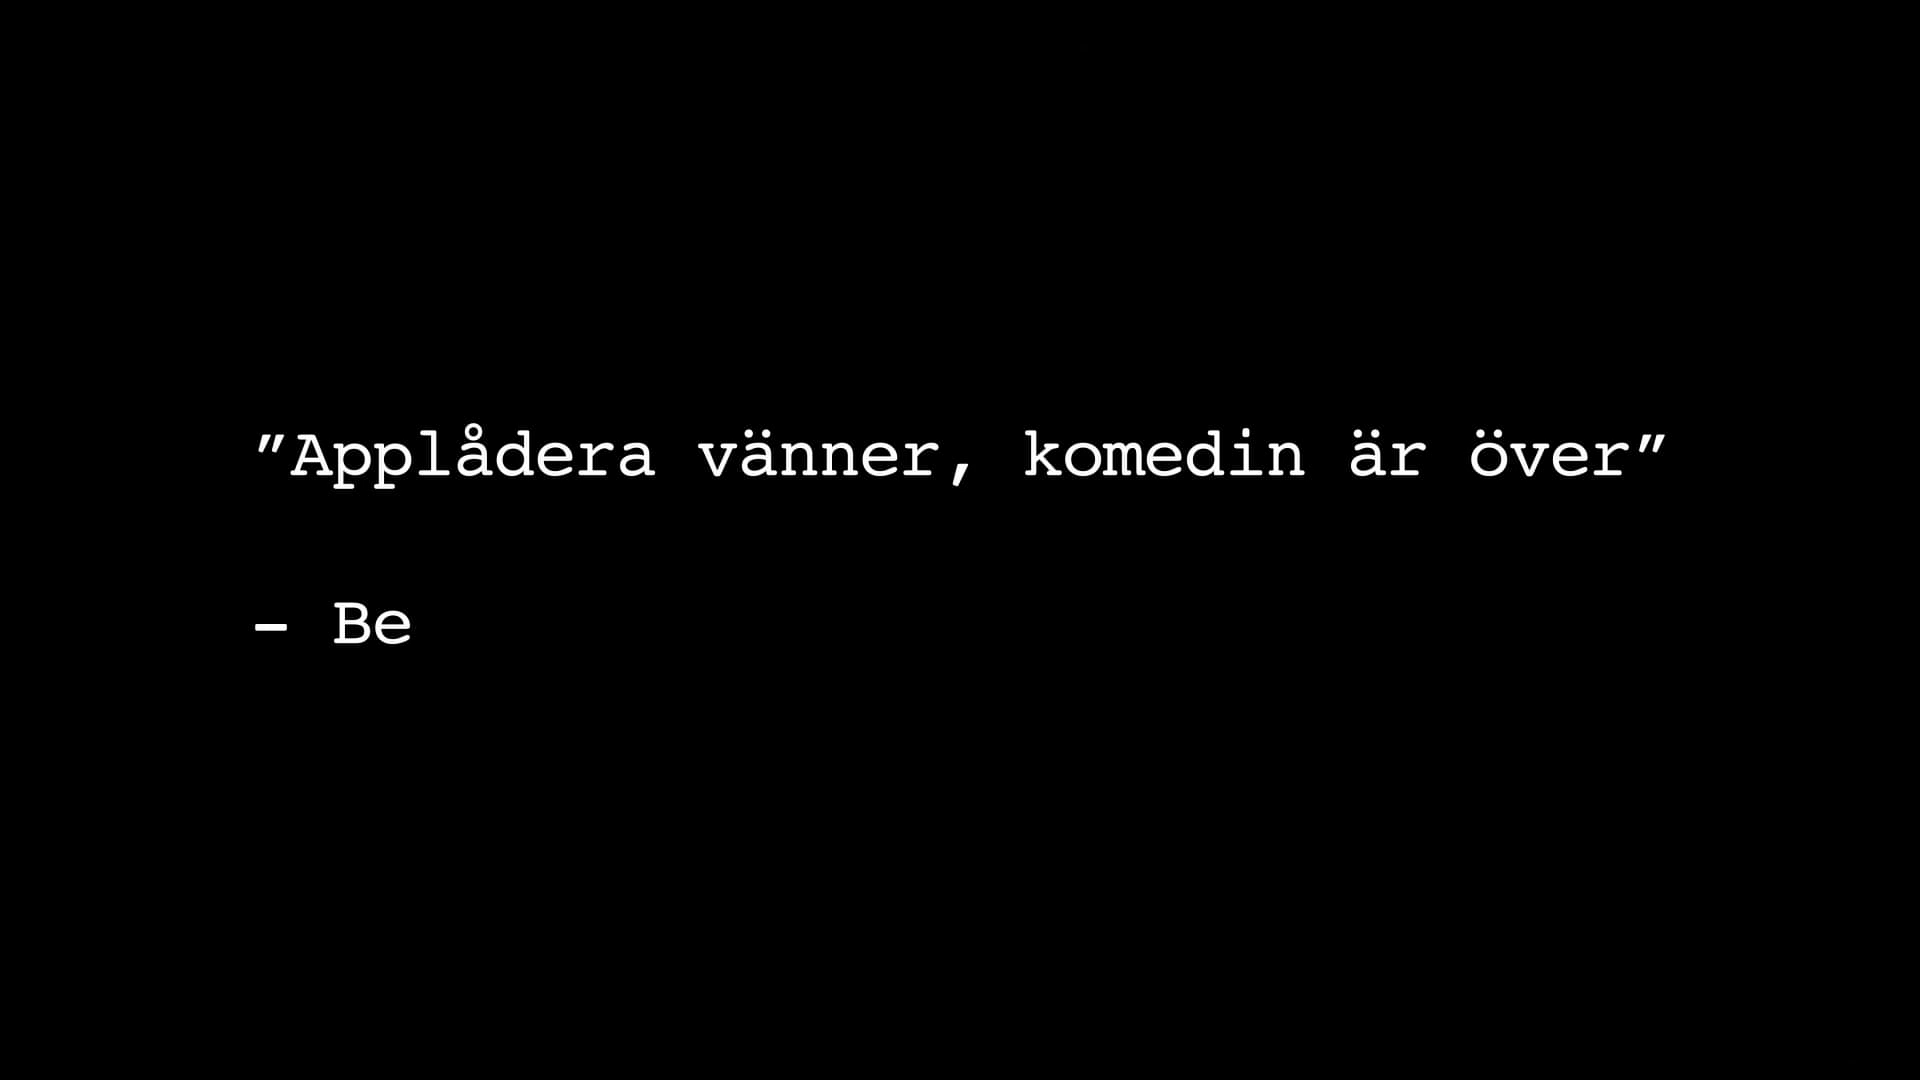 ”Applådera vänner, komedin är över”
– Be